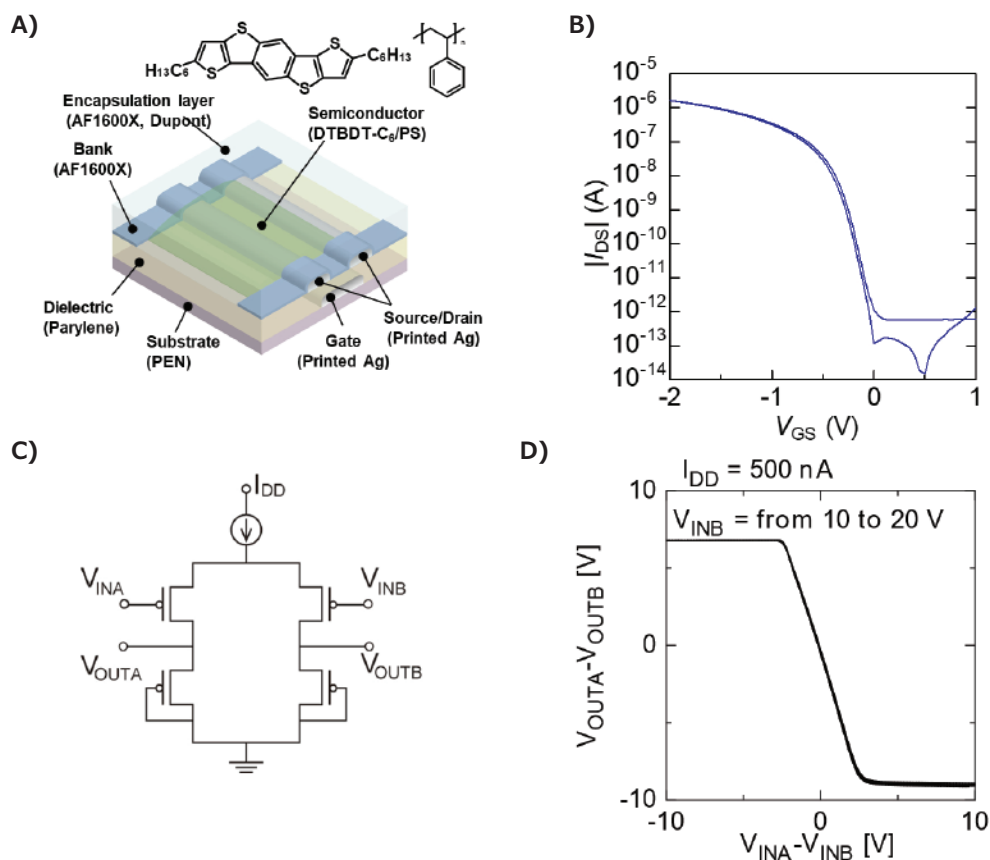 A)
S
S
S
S
H13C6
C6H13
n
Encapsulation layer
(AF1600X, Dupont)
Semiconductor
(DTBDT-C6/PS)
Bank
(AF1600X)
Dielectric
(Parylene)
Substrate
(PEN)
Gate
(Printed Ag)
Source/Drain
(Printed Ag)
B)
10-5
10-6
10-7
10-8
10-9
10-10
10-11
10-12
10-13
10-14
|IDS| (A)
-2
-1
0
1
VGS (V)
C)
IDD
VINA
VINB
VOUTA
VOUTB
D)
IDD = 500 nA
VINB = from 10 to 20 V
10
0
-10
VOUTA-VOUTB [V]
-10
0
10
VINA-VINB [V]